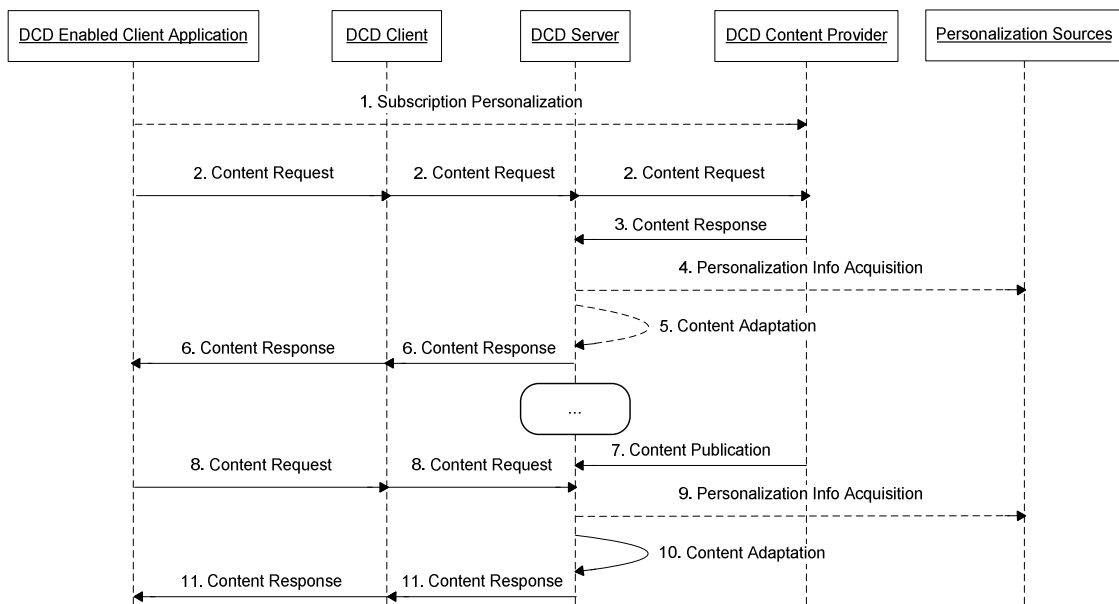 DCD Enabled Client Application
DCD Client
DCD Server
DCD Content Provider
Personalization Sources
1. Subscription Personalization
2. Content Request
2. Content Request
2. Content Request
3. Content Response
4. Personalization Info Acquisition
5. Content Adaptation
6. Content Response
6. Content Response
...
7. Content Publication
8. Content Request
8. Content Request
9. Personalization Info Acquisition
10. Content Adaptation
11. Content Response
11. Content Response